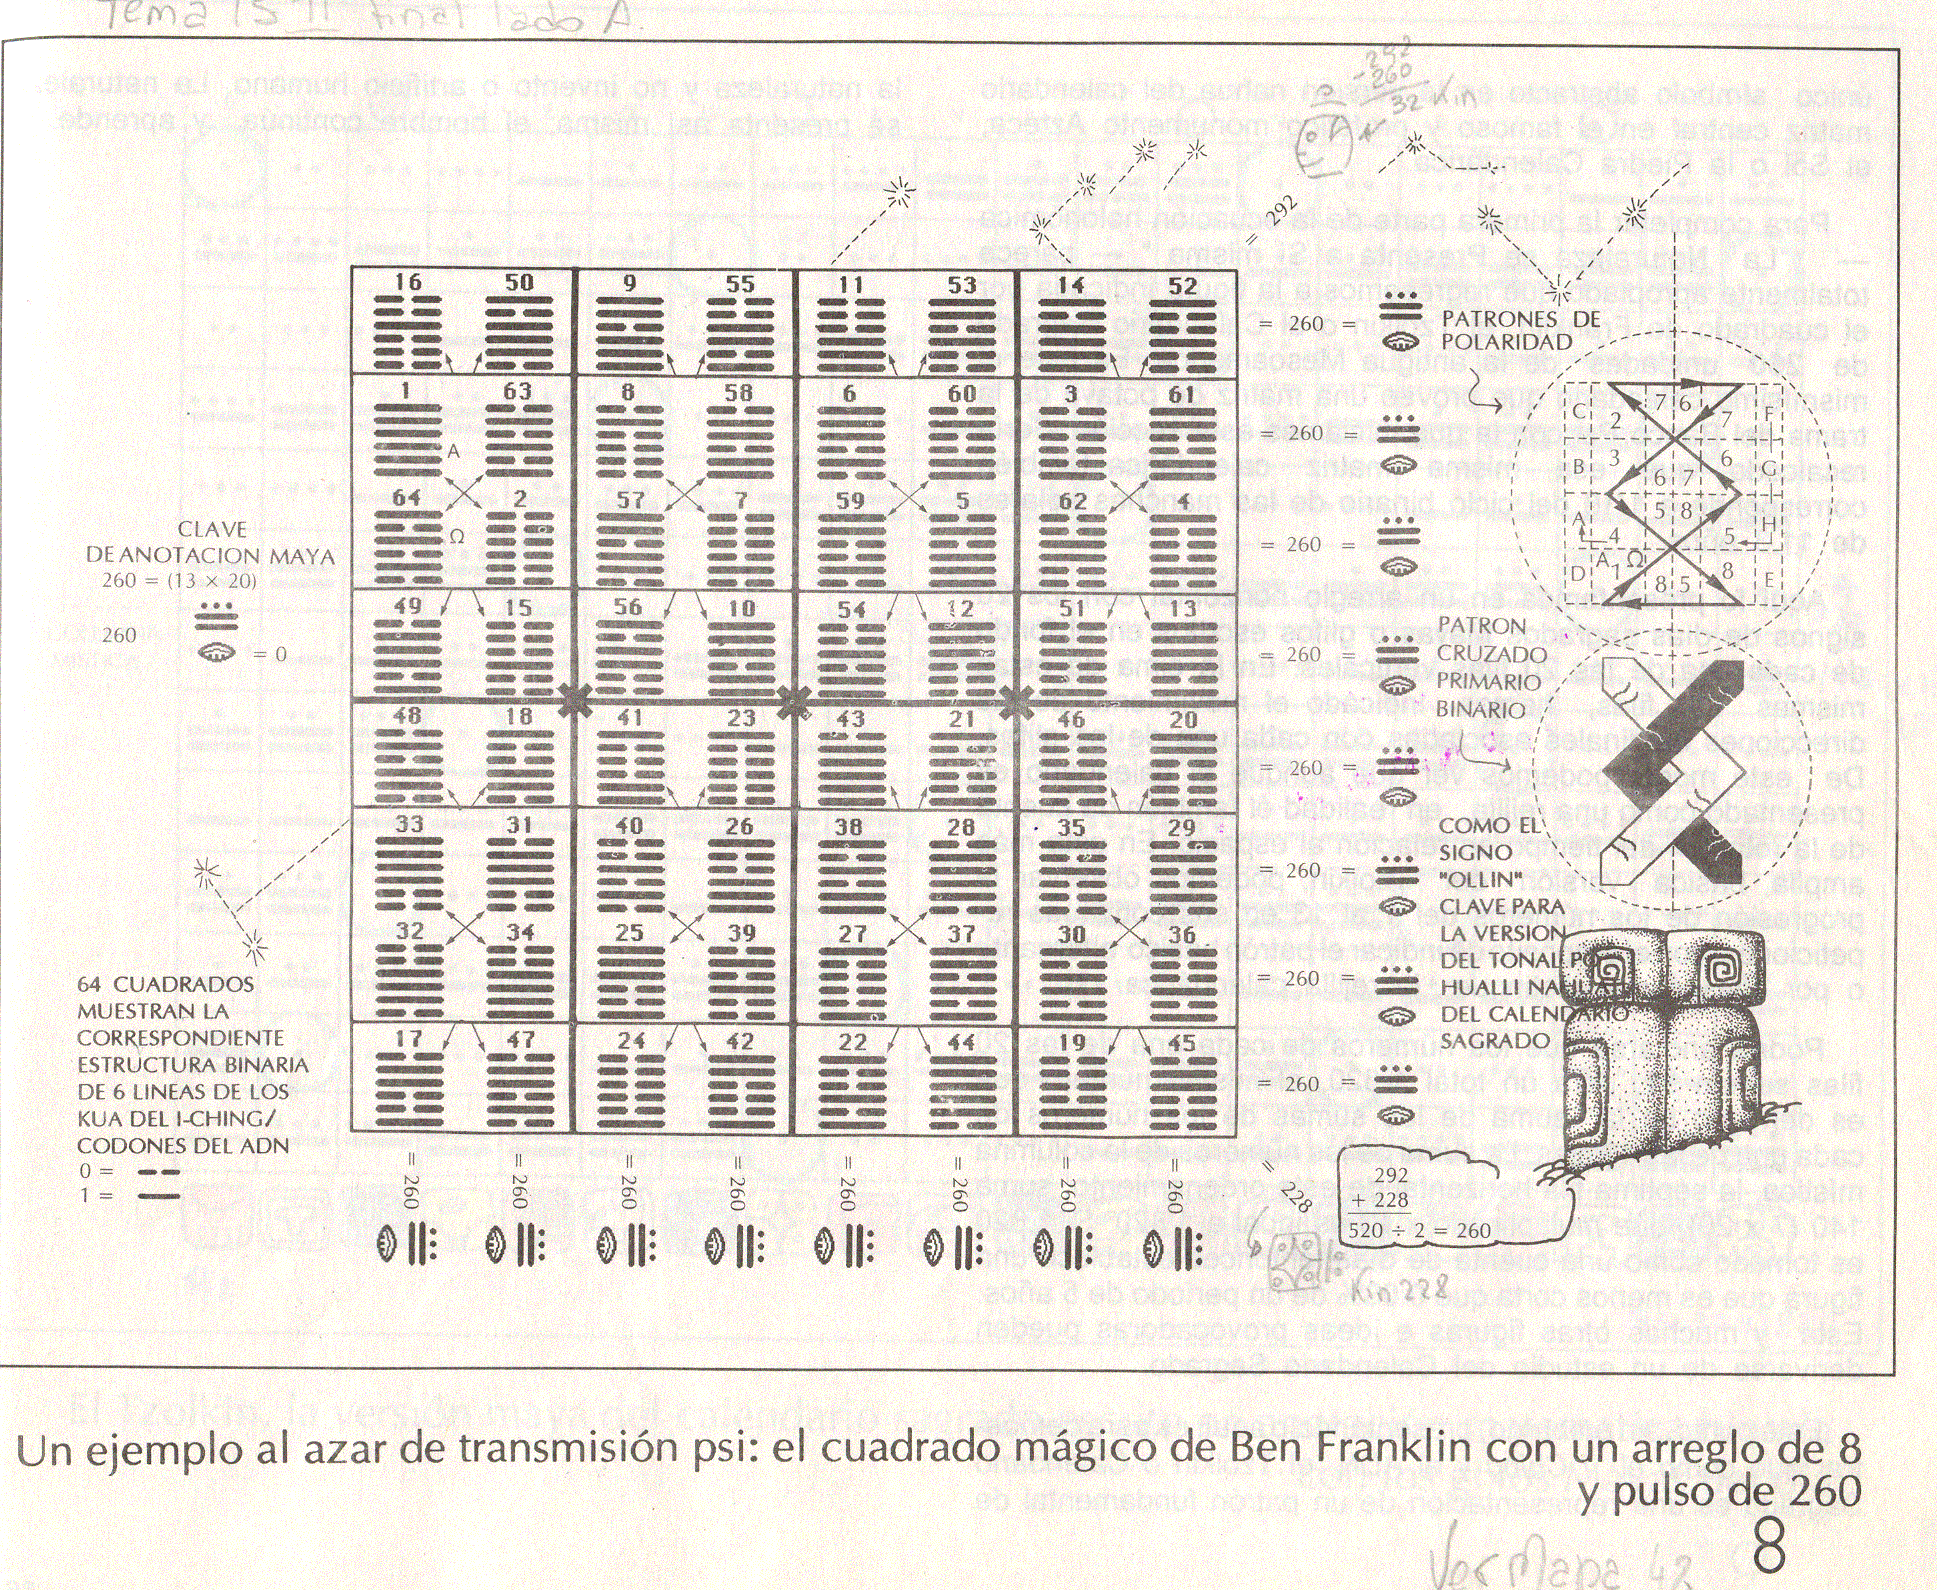 Tema 15 II final lado A.
292
-260
32 Kin
= 292
16 50 9 55 11 53 14 52
= 260 =
PATRONES DE
POLARIDAD
1 63 8 58 6 60 3 61
A
= 260 =
64 2 57 7 59 5 62 4
Ω
= 260 =
C 2 7 6 7 F
B 3 6 7 6 G
A 4 5 8 5 H
D 1 8 5 8 E
A Ω
CLAVE
DE ANOTACION MAYA
260 = (13 × 20)
260
= 0
49 15 56 10 54 12 51 13
= 260 =
PATRON
CRUZADO
PRIMARIO
BINARIO
48 18 41 23 43 21 46 20
= 260 =
33 31 40 26 38 28 35 29
= 260 =
32 34 25 39 27 37 30 36
= 260 =
COMO EL
SIGNO
"OLLIN"
CLAVE PARA
LA VERSION
DEL TONALPO
HUALLI NAHUATL
DEL CALENDARIO
SAGRADO
17 47 24 42 22 44 19 45
= 260 =
64 CUADRADOS
MUESTRAN LA
CORRESPONDIENTE
ESTRUCTURA BINARIA
DE 6 LINEAS DE LOS
KUA DEL I-CHING/
CODONES DEL ADN
0 =
1 =
= 260 = 260 = 260 = 260 = 260 = 260 = 260 = 260
= 228
292
+ 228
520 ÷ 2 = 260
Kin 228
Un ejemplo al azar de transmisión psi: el cuadrado mágico de Ben Franklin con un arreglo de 8
y pulso de 260
8
Ver Mapa 42